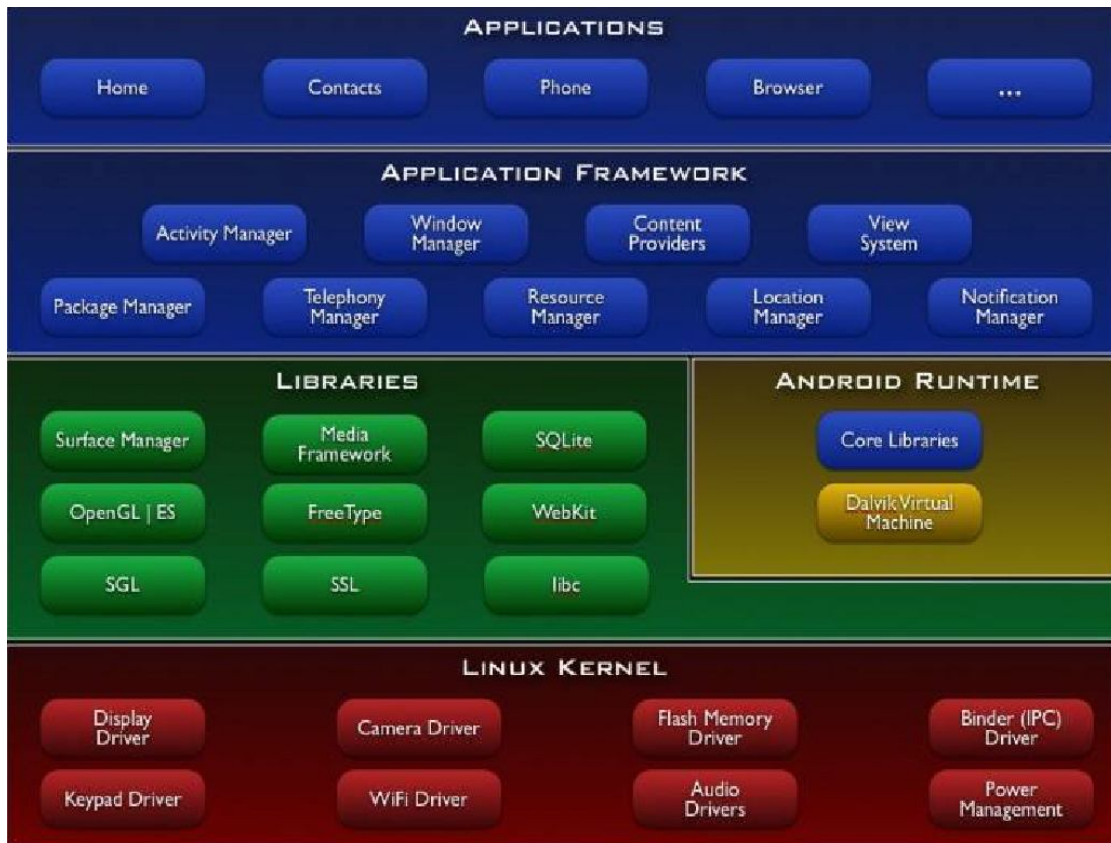 APPLICATIONS
Home
Contacts
Phone
Browser
...
APPLICATION FRAMEWORK
Activity Manager
Window
Manager
Content
Providers
View
System
Package Manager
Telephony
Manager
Resource
Manager
Location
Manager
Notification
Manager
LIBRARIES
Surface Manager
Media
Framework
SQLite
OpenGL | ES
FreeType
WebKit
SGL
SSL
libc
ANDROID RUNTIME
Core Libraries
Dalvik Virtual
Machine
LINUX KERNEL
Display
Driver
Camera Driver
Flash Memory
Driver
Binder (IPC)
Driver
Keypad Driver
WiFi Driver
Audio
Drivers
Power
Management